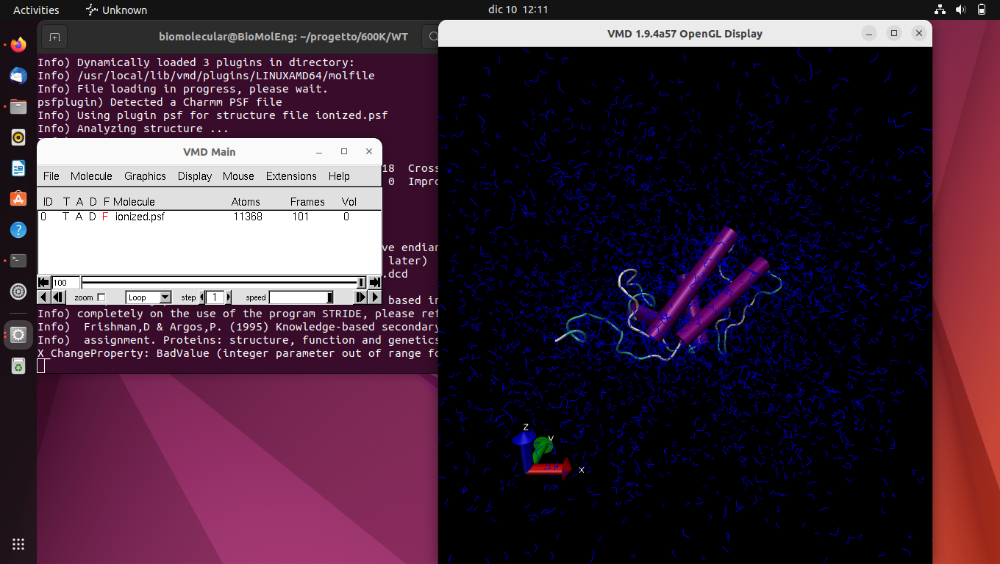 Activities
Unknown
dic 10 12:11
biomolecular@BioMolEng: ~/progetto/600K/WT
Info) Dynamically loaded 3 plugins in directory:
Info) /usr/local/lib/vmd/plugins/LINUXAMD64/molfile
Info) File loading in progress, please wait.
psfplugin) Detected a Charmm PSF file
Info) Using plugin psf for structure file ionized.psf
Info) Analyzing structure ...
18 Cross
0 Impro
ve endian
later)
.dcd
based in
Info) completely on the use of the program STRIDE, please ref
Info)  Frishman,D & Argos,P. (1995) Knowledge-based secondary
Info)  assignment. Proteins: structure, function and genetics
X_ChangeProperty: BadValue (integer parameter out of range fo
VMD Main
File Molecule Graphics Display Mouse Extensions Help
ID T A D F Molecule Atoms Frames Vol
0 T A D F ionized.psf 11368 101 0
100
zoom Loop step 1 speed
VMD 1.9.4a57 OpenGL Display
Z
Y
X